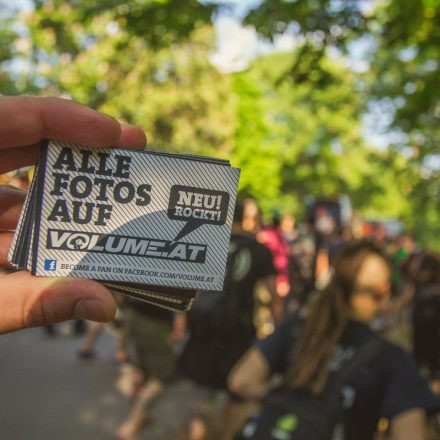 ALLE
FOTOS
AUF
NEU!
ROCKT!
VOLUME.AT
f BECOME A FAN ON FACEBOOK.COM/VOLUME.AT